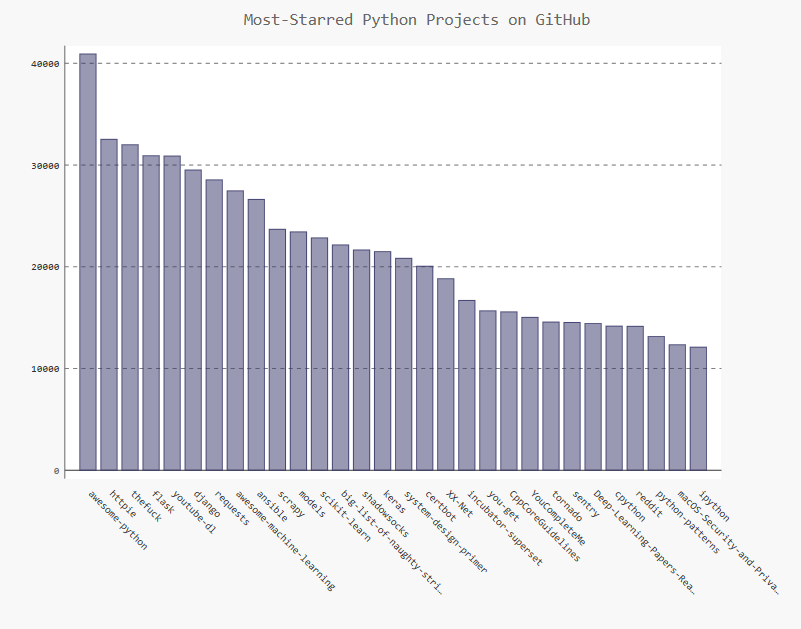 Most-Starred Python Projects on GitHub
40000
30000
20000
10000
0
awesome-python
httpie
thefuck
flask
youtube-dl
django
requests
awesome-machine-learning
ansible
scrapy
models
scikit-learn
big-list-of-naughty-stri…
shadowsocks
keras
system-design-primer
certbot
XX-Net
incubator-superset
you-get
CppCoreGuidelines
YouCompleteMe
tornado
sentry
Deep-Learning-Papers-Rea…
cpython
reddit
python-patterns
macOS-Security-and-Priva…
ipython